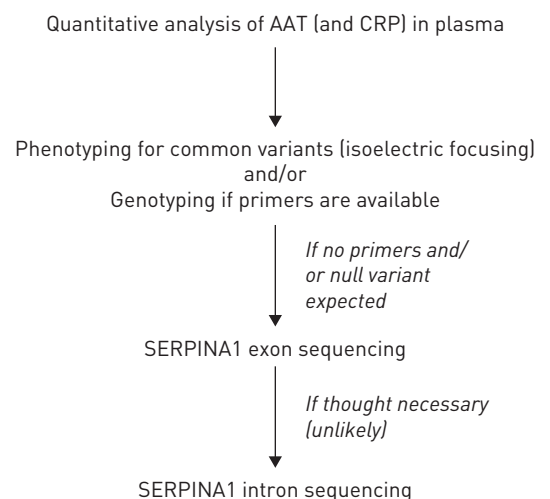 Quantitative analysis of AAT (and CRP) in plasma
Phenotyping for common variants (isoelectric focusing)
and/or
Genotyping if primers are available
If no primers and/
or null variant
expected
SERPINA1 exon sequencing
If thought necessary
(unlikely)
SERPINA1 intron sequencing